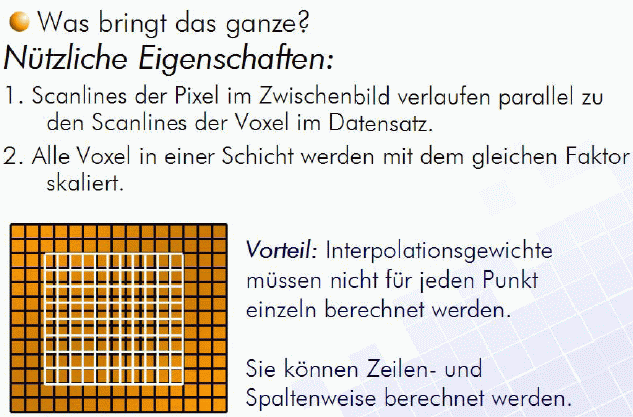 Was bringt das ganze?
Nützliche Eigenschaften:
1. Scanlines der Pixel im Zwischenbild verlaufen parallel zu
den Scanlines der Voxel im Datensatz.
2. Alle Voxel in einer Schicht werden mit dem gleichen Faktor
skaliert.
Vorteil: Interpolationsgewichte
müssen nicht für jeden Punkt
einzeln berechnet werden.
Sie können Zeilen- und
Spaltenweise berechnet werden.